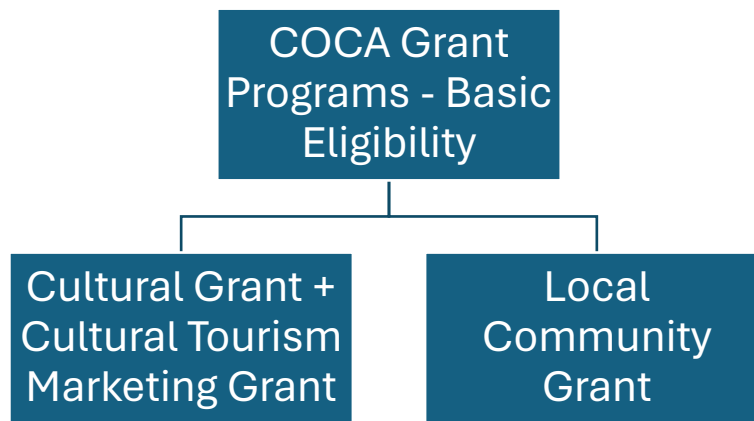 COCA Grant
Programs - Basic
Eligibility
Cultural Grant +
Cultural Tourism
Marketing Grant
Local
Community
Grant